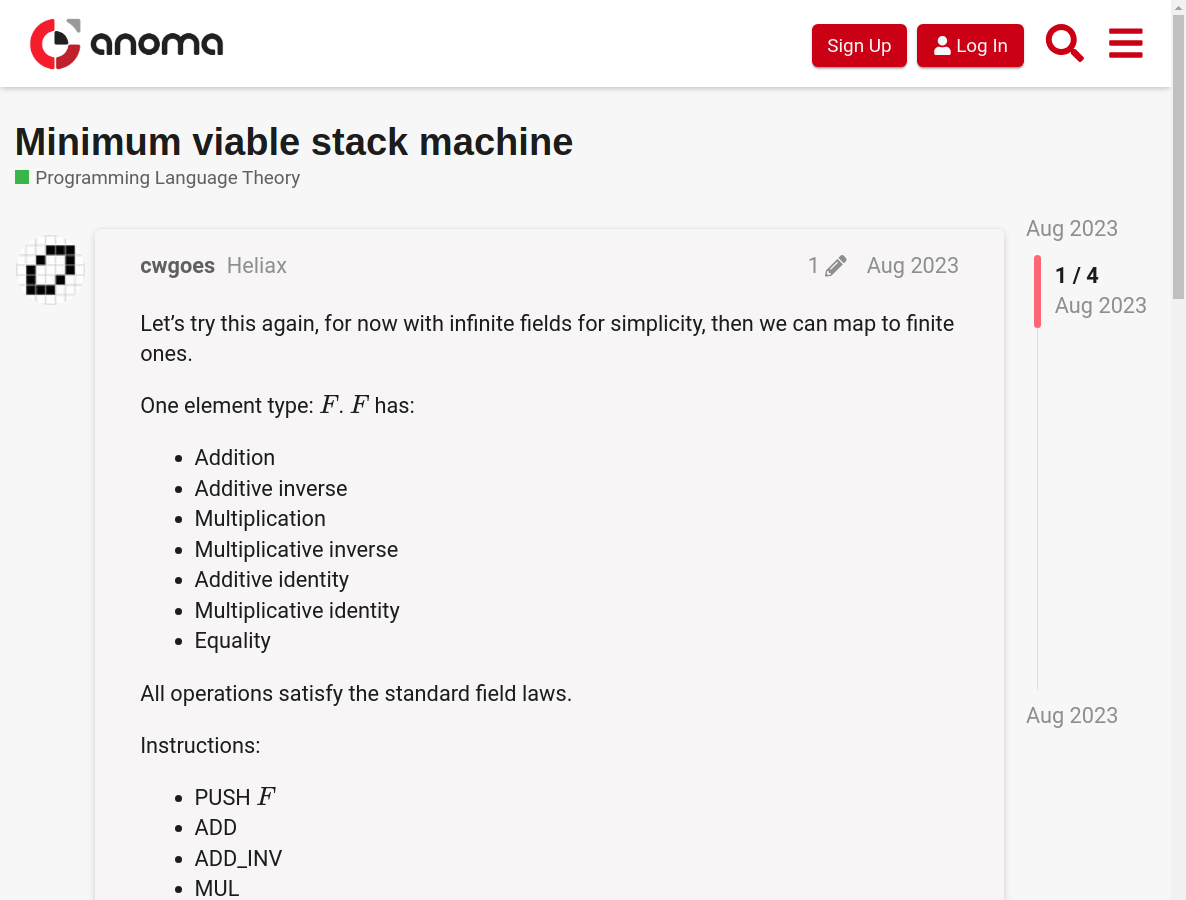 anoma
Sign Up
Log In
Minimum viable stack machine
Programming Language Theory
cwgoes Heliax 1 Aug 2023
Let’s try this again, for now with infinite fields for simplicity, then we can map to finite
ones.
One element type: F. F has:
• Addition
• Additive inverse
• Multiplication
• Multiplicative inverse
• Additive identity
• Multiplicative identity
• Equality
All operations satisfy the standard field laws.
Instructions:
• PUSH F
• ADD
• ADD_INV
• MUL
Aug 2023
1 / 4
Aug 2023
Aug 2023